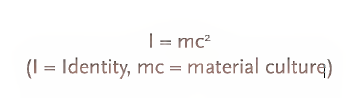 I = mc²
(I = Identity, mc = material culture)